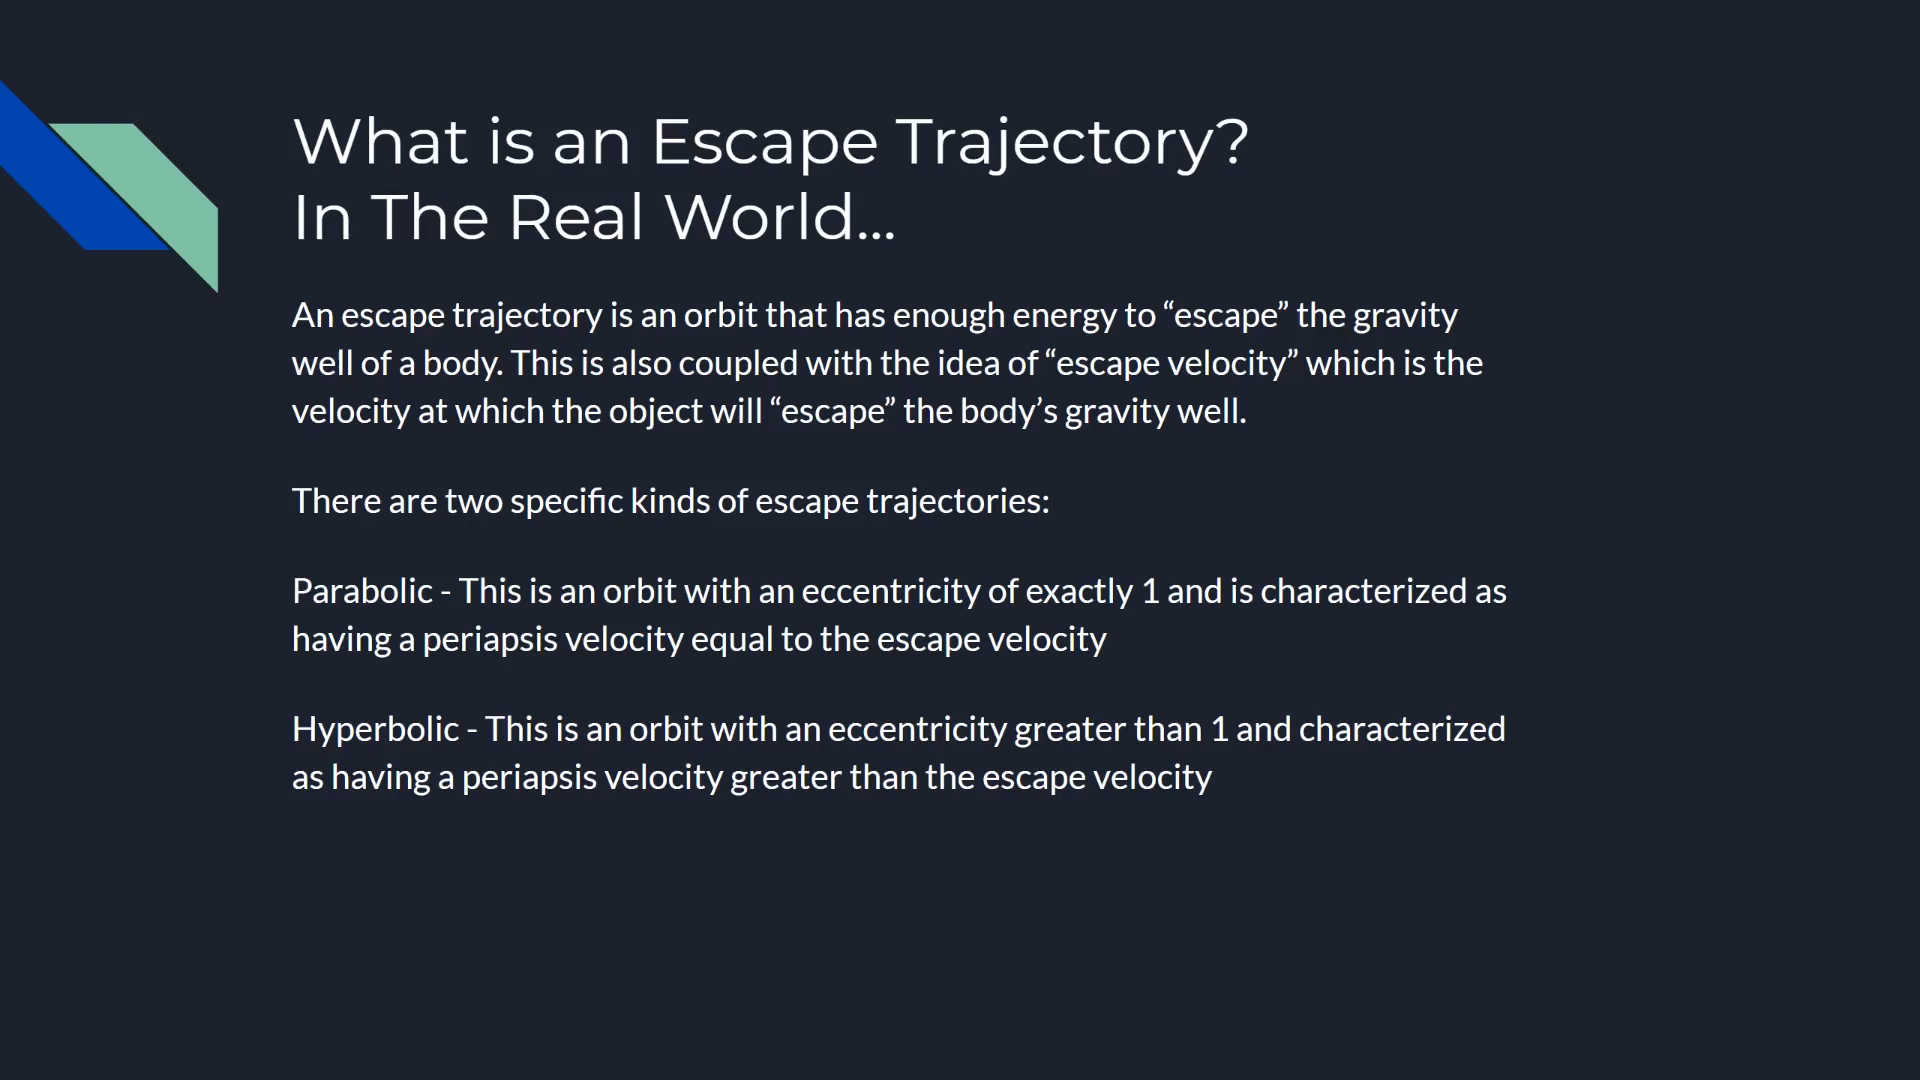 What is an Escape Trajectory?
In The Real World...
An escape trajectory is an orbit that has enough energy to “escape” the gravity
well of a body. This is also coupled with the idea of “escape velocity” which is the
velocity at which the object will “escape” the body’s gravity well.
There are two specific kinds of escape trajectories:
Parabolic - This is an orbit with an eccentricity of exactly 1 and is characterized as
having a periapsis velocity equal to the escape velocity
Hyperbolic - This is an orbit with an eccentricity greater than 1 and characterized
as having a periapsis velocity greater than the escape velocity